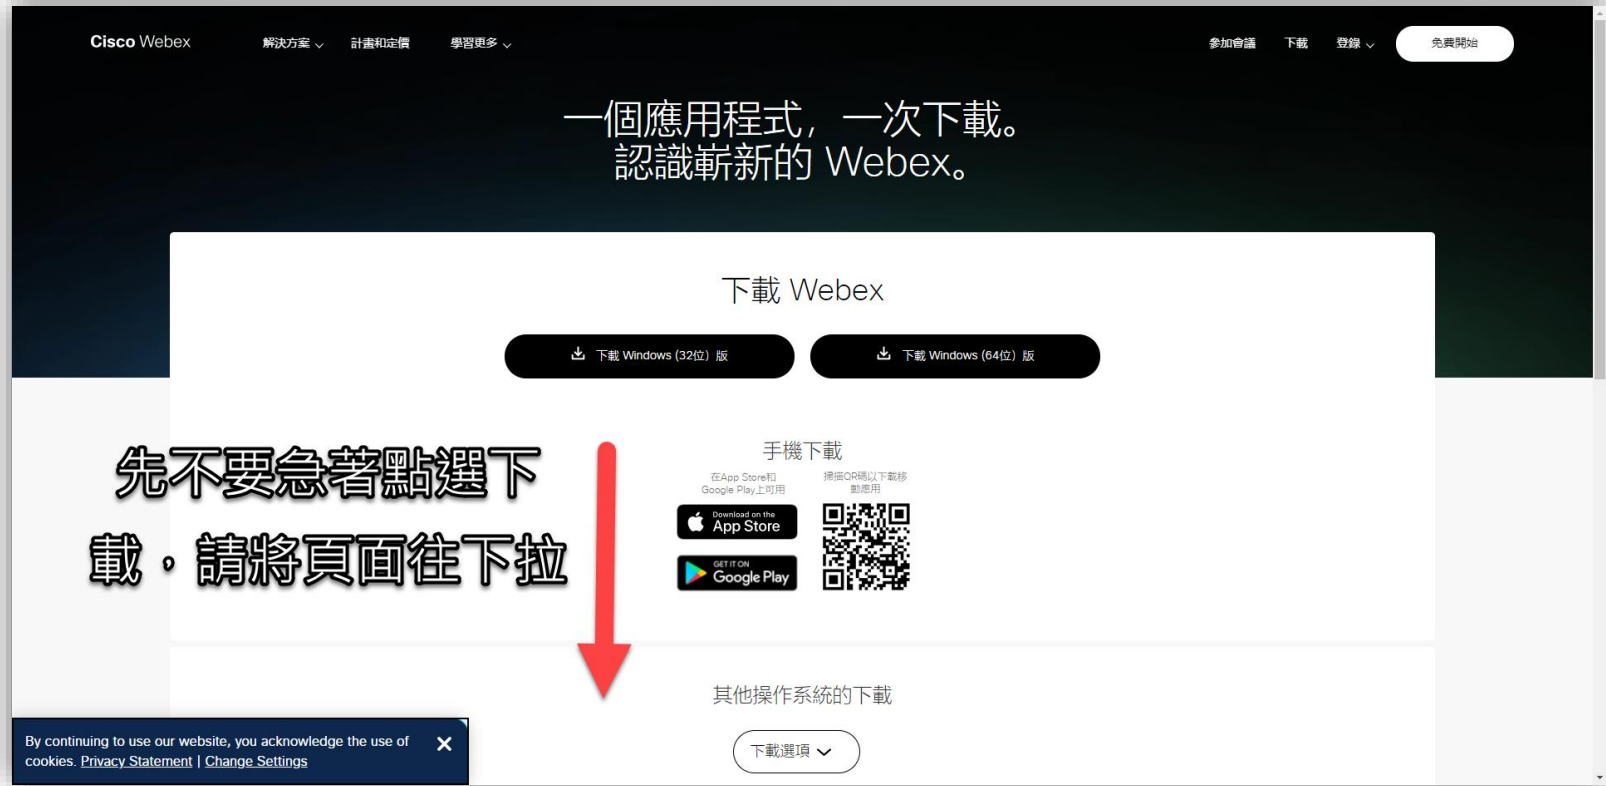 Cisco Webex
解決方案
計畫和定價
學習更多
參加會議
下載
登錄
免費開始
一個應用程式，一次下載。
認識嶄新的 Webex。
下載 Webex
下載 Windows (32位）版
下載 Windows (64位）版
先不要急著點選下
載，請將頁面往下拉
手機下載
在App Store和
Google Play上可用
掃描QR碼以下載移
動應用
Download on the
App Store
GET IT ON
Google Play
其他操作系統的下載
下載選項
By continuing to use our website, you acknowledge the use of
cookies. Privacy Statement | Change Settings